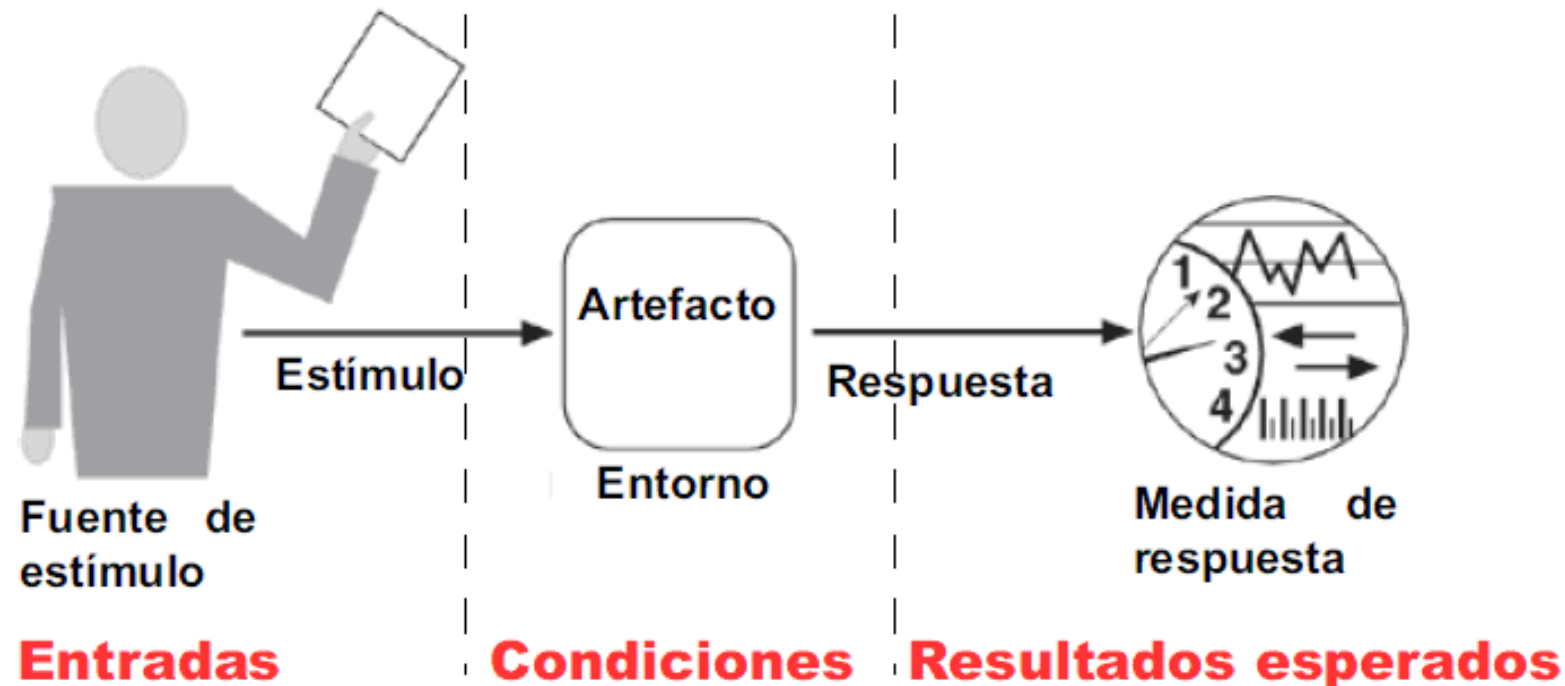 Artefacto
Estímulo
Respuesta
Entorno
1
2
3
4
Fuente de
estímulo
Medida de
respuesta
Entradas
Condiciones
Resultados esperados